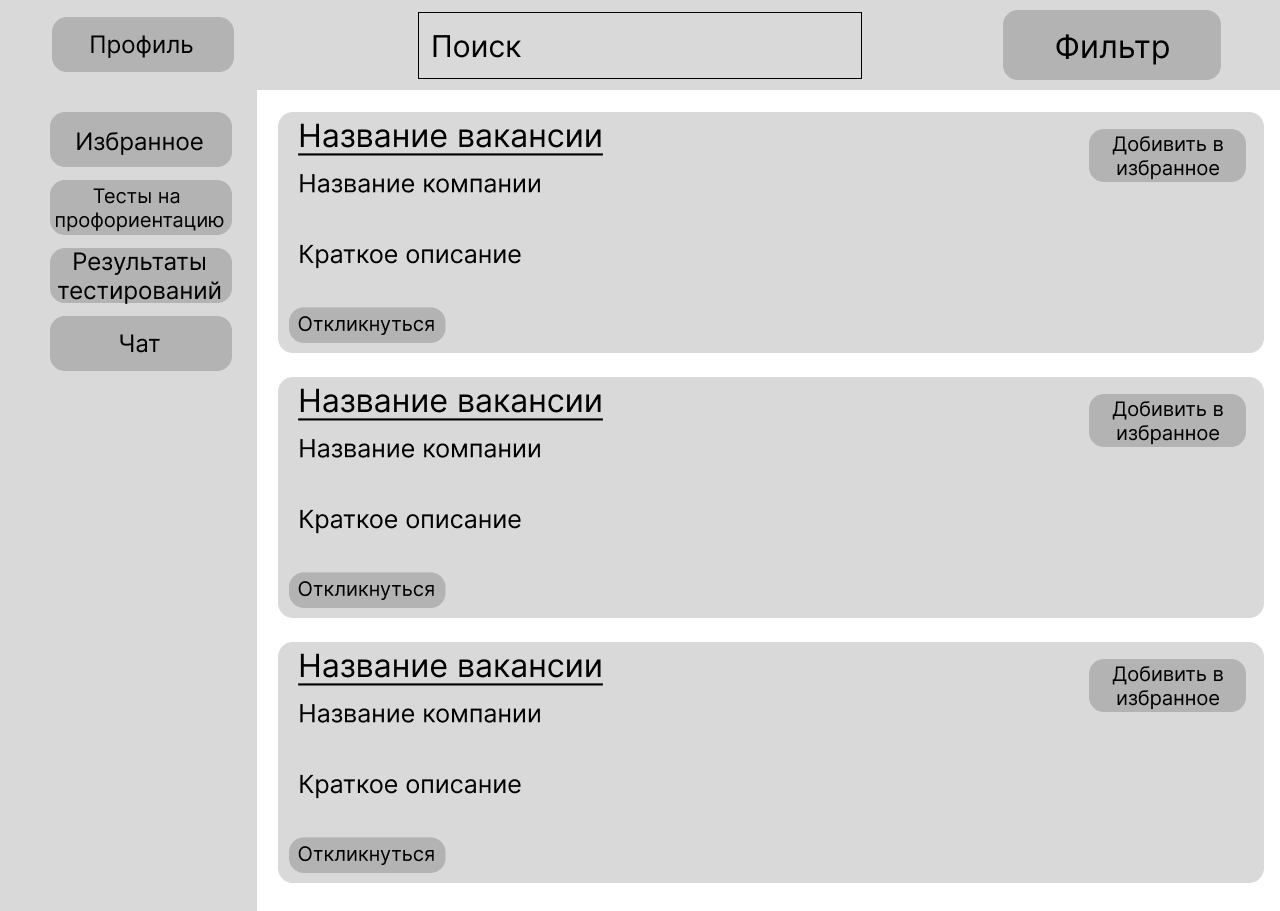 Профиль
Поиск
Фильтр
Избранное
Тесты на
профориентацию
Результаты
тестирований
Чат
Название вакансии
Добивить в
избранное
Название компании
Краткое описание
Откликнуться
Название вакансии
Добивить в
избранное
Название компании
Краткое описание
Откликнуться
Название вакансии
Добивить в
избранное
Название компании
Краткое описание
Откликнуться